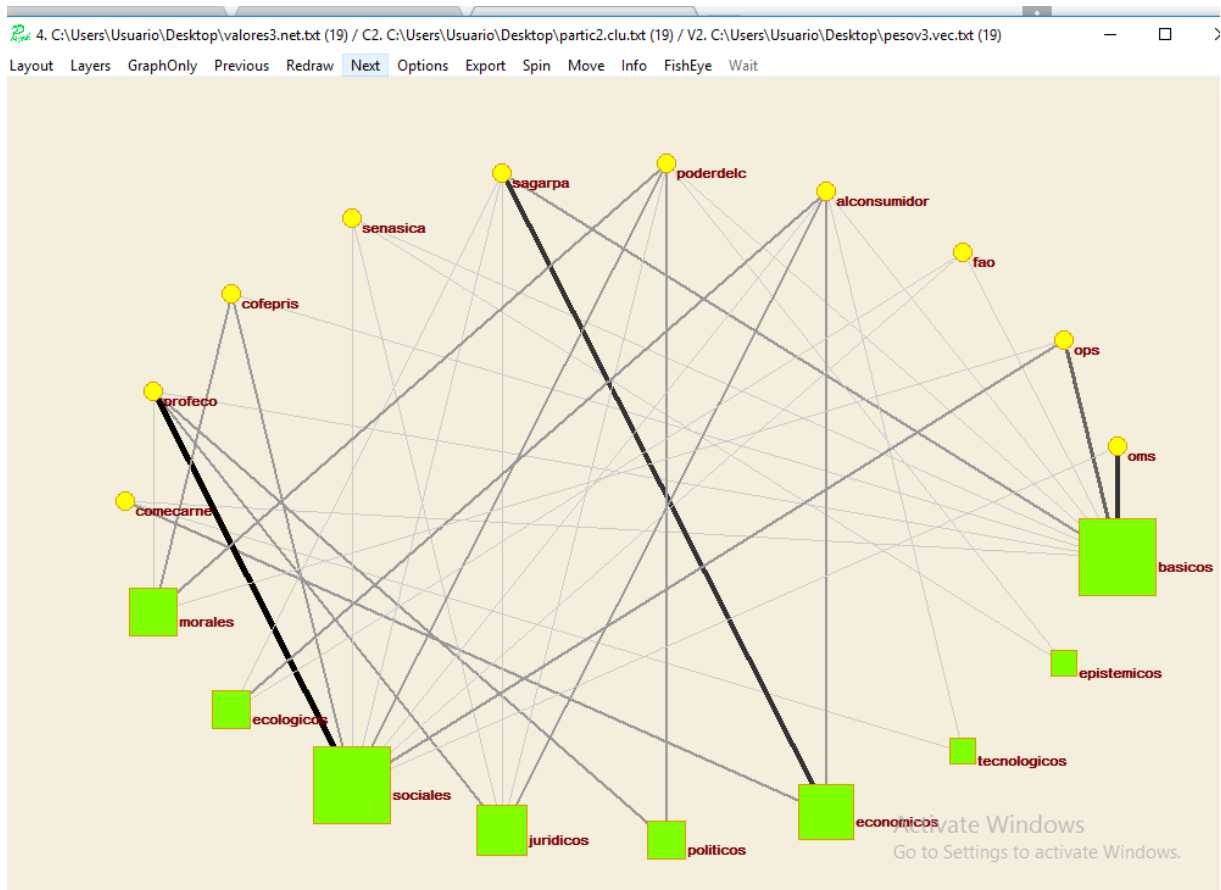 4. C:\Users\Usuario\Desktop\valores3.net.txt (19) / C2. C:\Users\Usuario\Desktop\partic2.clu.txt (19) / V2. C:\Users\Usuario\Desktop\pesov3.vec.txt (19)
Layout Layers GraphOnly Previous Redraw Next Options Export Spin Move Info FishEye Wait
poderdelc
sagarpa
alconsumidor
senasica
fao
cofepris
ops
profeco
oms
comecarne
basicos
morales
epistemicos
ecologicos
tecnologicos
sociales
economicos
juridicos
politicos
Activate Windows
Go to Settings to activate Windows.